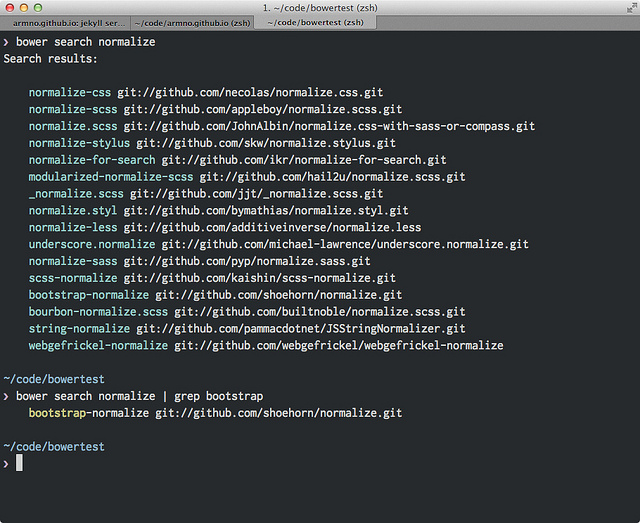 1. ~/code/bowertest (zsh)
armno.github.io: jekyll ser... ~/code/armno.github.io (zsh) ~/code/bowertest (zsh)
❯ bower search normalize
Search results:
normalize-css git://github.com/necolas/normalize.css.git
normalize-scss git://github.com/appleboy/normalize.scss.git
normalize.scss git://github.com/JohnAlbin/normalize.css-with-sass-or-compass.git
normalize-stylus git://github.com/skw/normalize.stylus.git
normalize-for-search git://github.com/ikr/normalize-for-search.git
modularized-normalize-scss git://github.com/hail2u/normalize.scss.git
_normalize.scss git://github.com/jjt/_normalize.scss.git
normalize.styl git://github.com/bymathias/normalize.styl.git
normalize-less git://github.com/additiveinverse/normalize.less
underscore.normalize git://github.com/michael-lawrence/underscore.normalize.git
normalize-sass git://github.com/pyp/normalize.sass.git
scss-normalize git://github.com/kaishin/scss-normalize.git
bootstrap-normalize git://github.com/shoehorn/normalize.git
bourbon-normalize.scss git://github.com/builtnoble/normalize.scss.git
string-normalize git://github.com/pammacdotnet/JSStringNormalizer.git
webgefrickel-normalize git://github.com/webgefrickel/webgefrickel-normalize
~/code/bowertest
❯ bower search normalize | grep bootstrap
bootstrap-normalize git://github.com/shoehorn/normalize.git
~/code/bowertest
❯